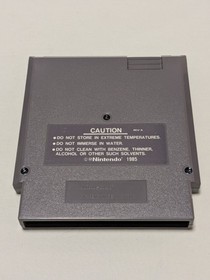 CAUTION
●DO NOT STORE IN EXTREME TEMPERATURES.
●DO NOT IMMERSE IN WATER.
●DO NOT CLEAN WITH BENZENE, THINNER,
ALCOHOL OR OTHER SUCH SOLVENTS.
Nintendo 1985